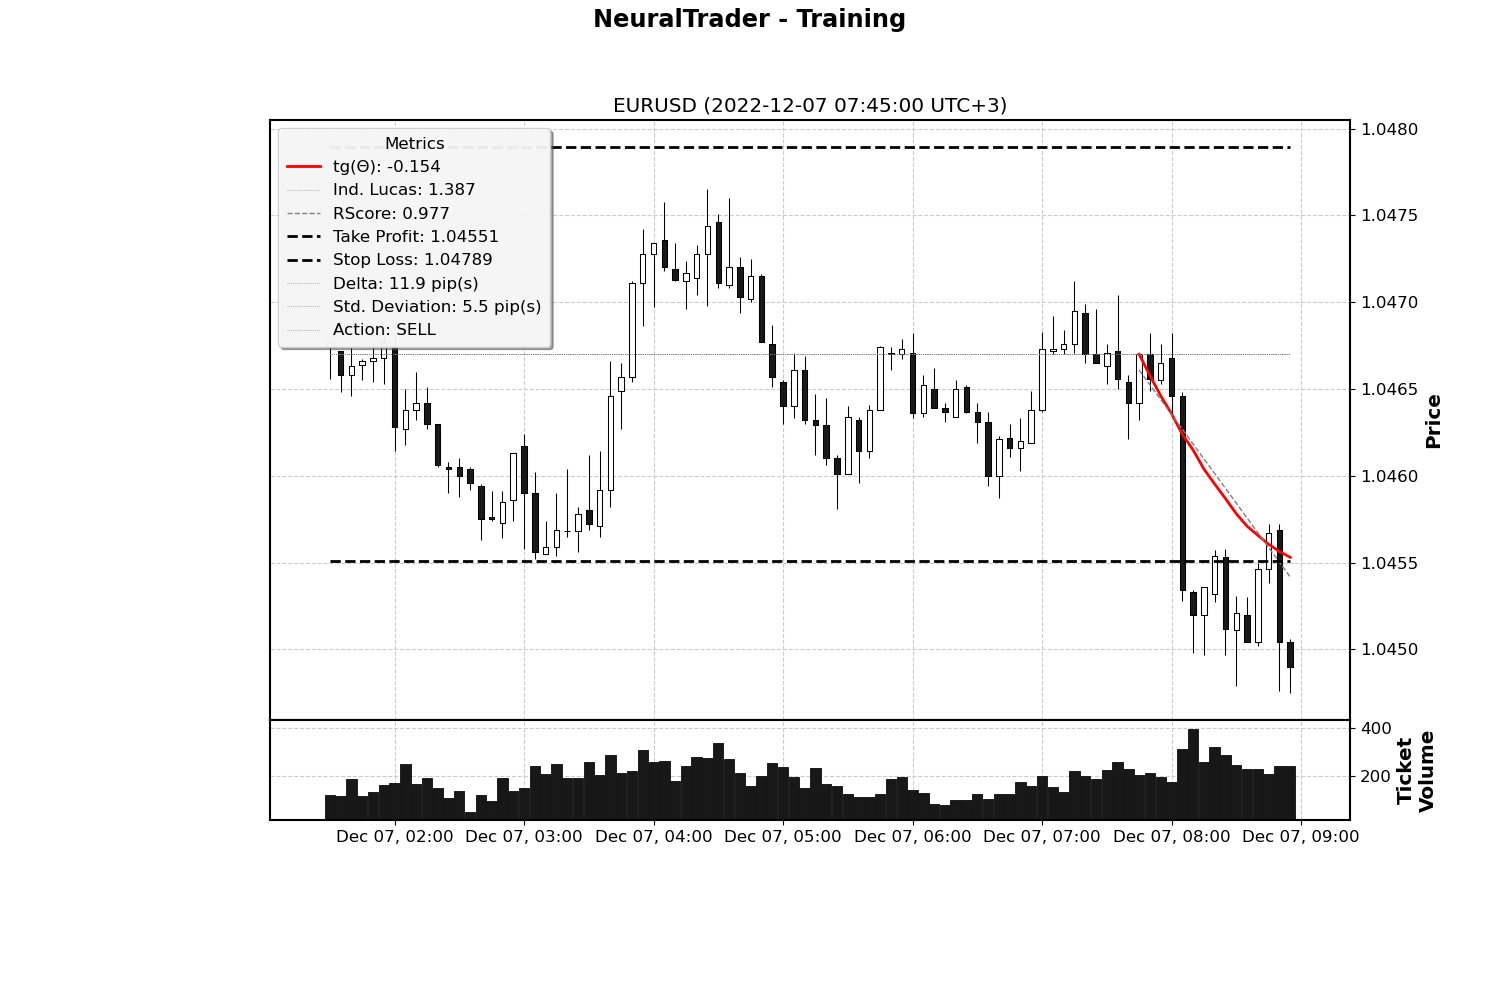 NeuralTrader - Training
EURUSD (2022-12-07 07:45:00 UTC+3)
Metrics
tg(Θ): -0.154
Ind. Lucas: 1.387
RScore: 0.977
Take Profit: 1.04551
Stop Loss: 1.04789
Delta: 11.9 pip(s)
Std. Deviation: 5.5 pip(s)
Action: SELL
1.0480
1.0475
1.0470
1.0465
1.0460
1.0455
1.0450
Price
400
200
Ticket
Volume
Dec 07, 02:00
Dec 07, 03:00
Dec 07, 04:00
Dec 07, 05:00
Dec 07, 06:00
Dec 07, 07:00
Dec 07, 08:00
Dec 07, 09:00